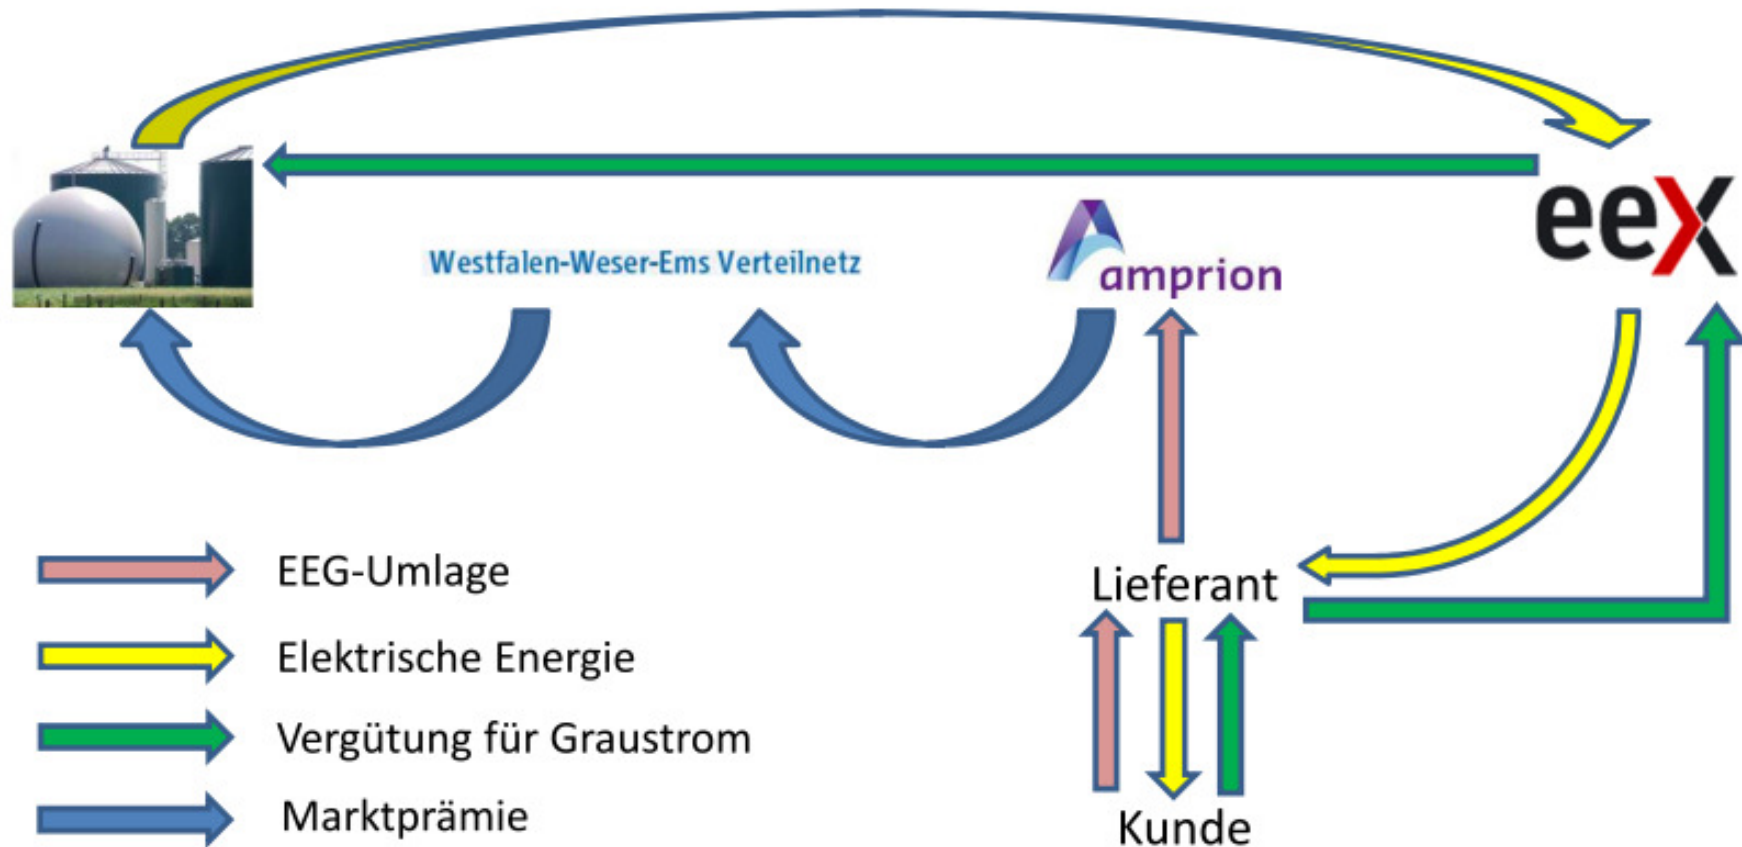 Westfalen-Weser-Ems Verteilnetz
amprion
eex
EEG-Umlage
Elektrische Energie
Vergütung für Graustrom
Marktprämie
Lieferant
Kunde